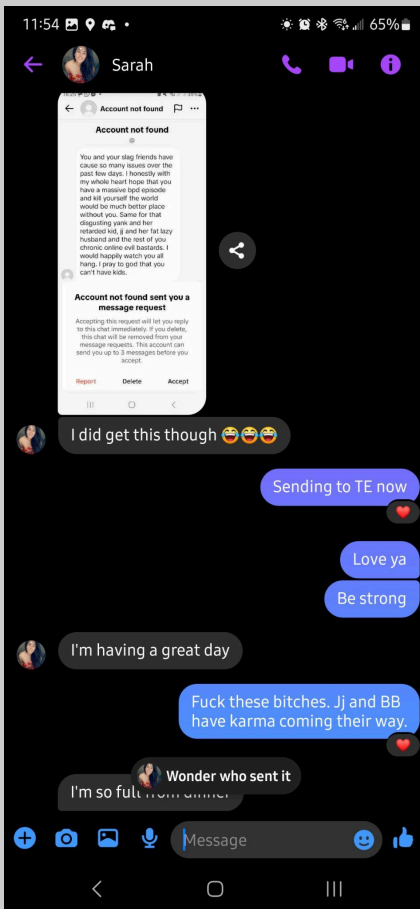 11:54
65%
Sarah
Account not found
Account not found
You and your slag friends have
cause so many issues over the
past few days. I honestly with
my whole heart hope that you
have a massive bpd episode
and kill yourself the world
would be much better place
without you. Same for that
disgusting yank and her
retarded kid, jj and her fat lazy
husband and the rest of you
chronic online evil bastards. I
would happily watch you all
hang. I pray to god that you
can't have kids.
Account not found sent you a
message request
Accepting this request will let you reply
to this chat immediately. If you delete,
this chat will be removed from your
message requests. This account can
send you up to 3 messages before you
accept.
Report Delete Accept
I did get this though 😂😂😂
Sending to TE now
Love ya
Be strong
I'm having a great day
Fuck these bitches. Jj and BB
have karma coming their way.
Wonder who sent it
I'm so full from dinner
Message